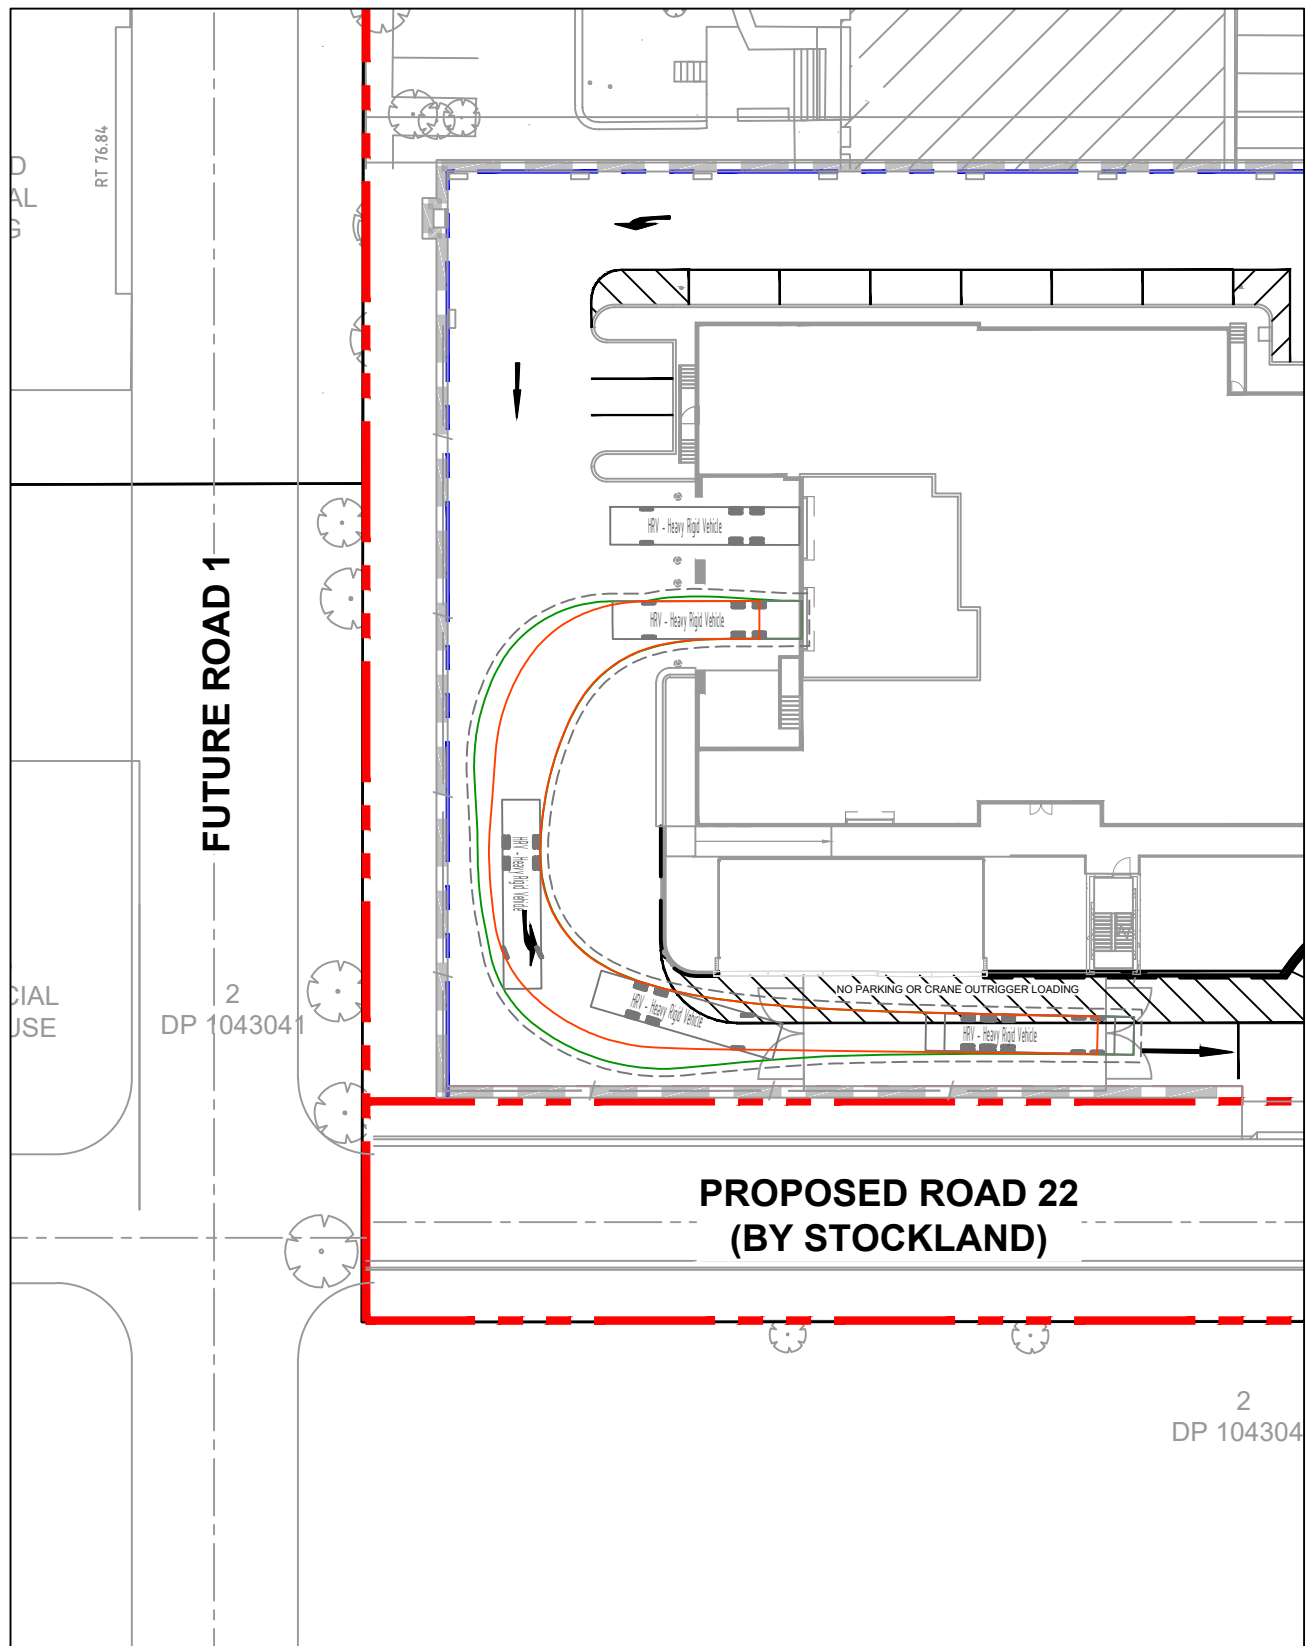 RT 76.84
D
AL
G
HRV - Heavy Rigid Vehicle
HRV - Heavy Rigid Vehicle
FUTURE ROAD 1
HRV - Heavy Rigid Vehicle
HRV - Heavy Rigid Vehicle
NO PARKING OR CRANE OUTRIGGER LOADING
HRV - Heavy Rigid Vehicle
CIAL
USE
2
DP 1043041
PROPOSED ROAD 22
(BY STOCKLAND)
2
DP 104304